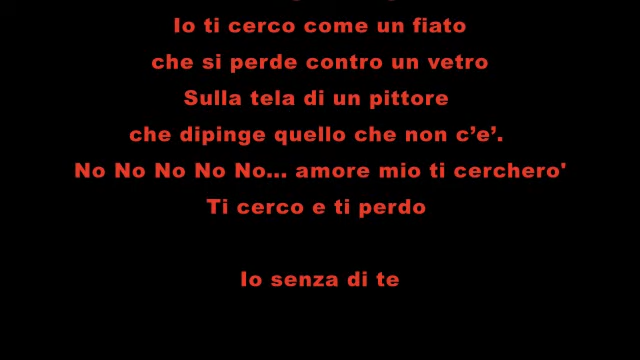 Io ti cerco come un fiato
che si perde contro un vetro
Sulla tela di un pittore
che dipinge quello che non c’e’.
No No No No No... amore mio ti cerchero'
Ti cerco e ti perdo
Io senza di te